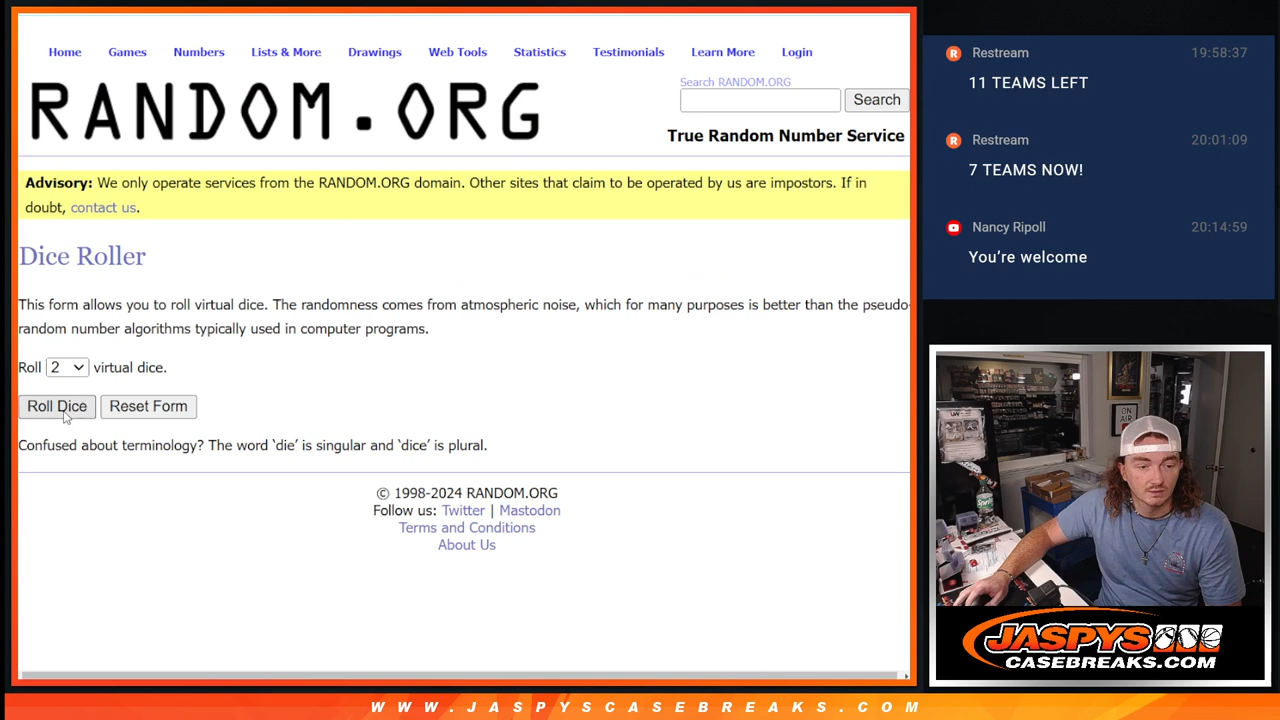 Home Games Numbers Lists & More Drawings Web Tools Statistics Testimonials Learn More Login
RANDOM.ORG
Search RANDOM.ORG
Search
True Random Number Service
Advisory: We only operate services from the RANDOM.ORG domain. Other sites that claim to be operated by us are impostors. If in
doubt, contact us.
Dice Roller
This form allows you to roll virtual dice. The randomness comes from atmospheric noise, which for many purposes is better than the pseudo-
random number algorithms typically used in computer programs.
Roll 2 virtual dice.
Roll Dice Reset Form
Confused about terminology? The word ‘die’ is singular and ‘dice’ is plural.
© 1998-2024 RANDOM.ORG
Follow us: Twitter | Mastodon
Terms and Conditions
About Us
R Restream 19:58:37
11 TEAMS LEFT
R Restream 20:01:09
7 TEAMS NOW!
Nancy Ripoll 20:14:59
You’re welcome
ON
AIR
JASPYS
CASEBREAKS.COM
WWW.JASPYSCASEBREAKS.COM